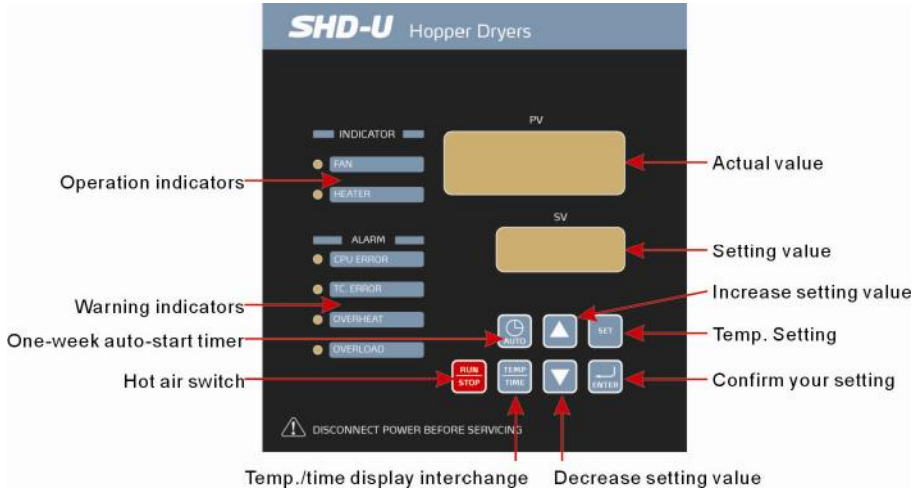 SHD-U Hopper Dryers
PV
INDICATOR
FAN
Actual value
Operation indicators
HEATER
SV
ALARM
CPU ERROR
Setting value
TC. ERROR
Increase setting value
Warning indicators
OVERHEAT
One-week auto-start timer
AUTO
SET
Temp. Setting
OVERLOAD
Hot air switch
RUN
STOP
TEMP
TIME
ENTER
Confirm your setting
DISCONNECT POWER BEFORE SERVICING
Temp./time display interchange
Decrease setting value